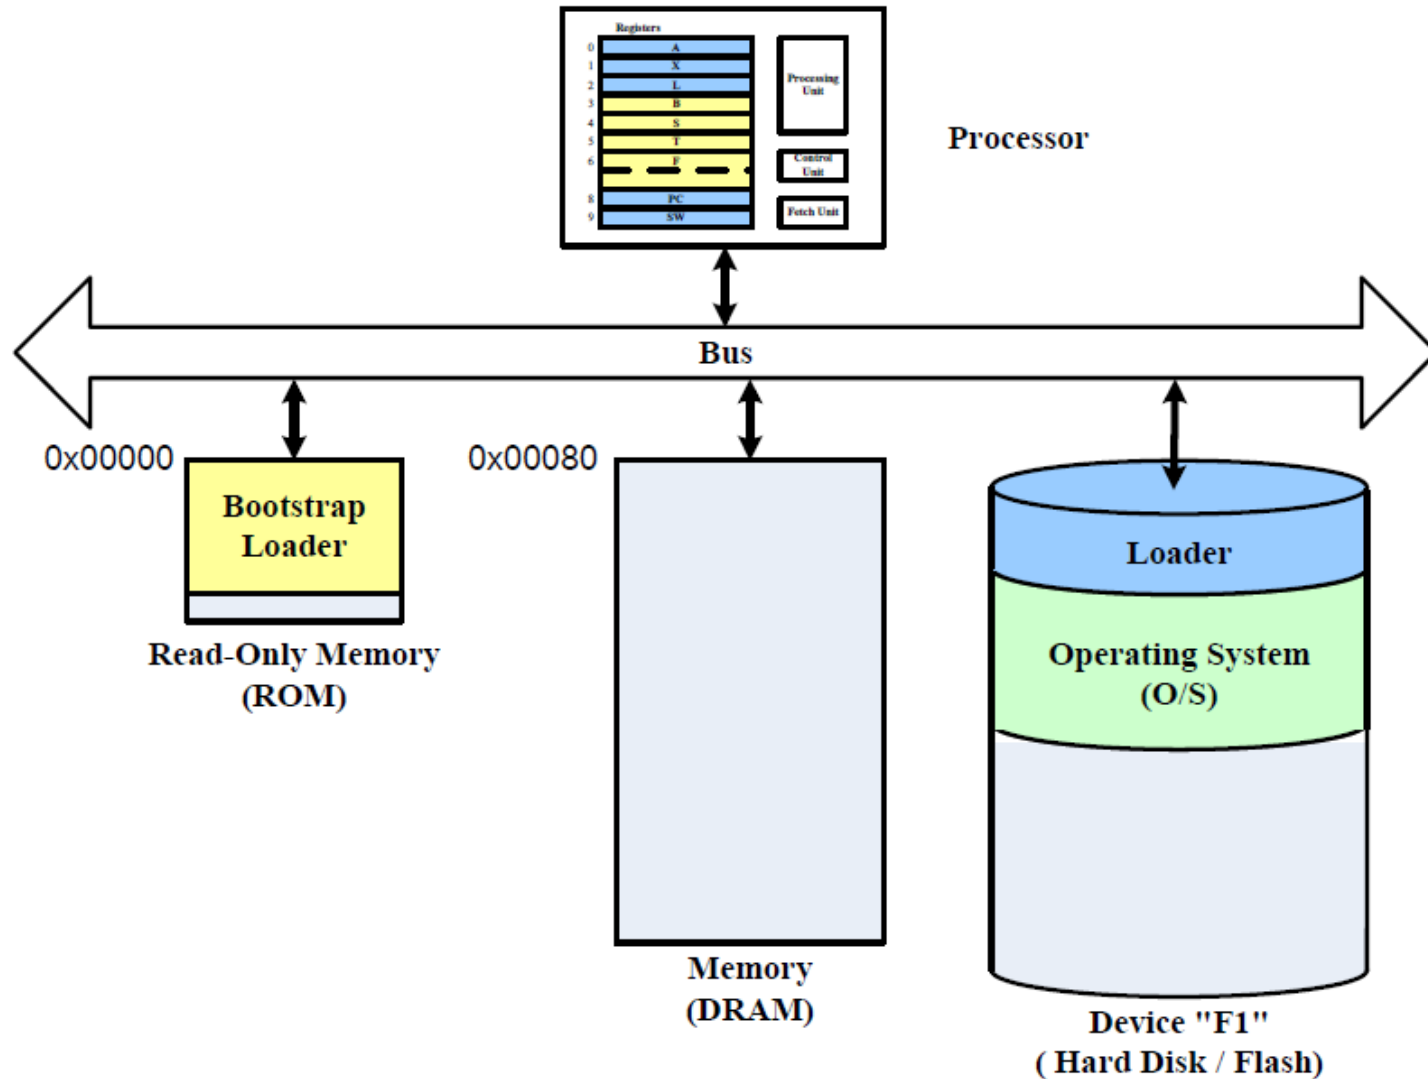 Registers
0
A
1
X
2
L
3
B
4
S
5
T
6
F
8
PC
9
SW
Processing
Unit
Control
Unit
Fetch Unit
Processor
Bus
0x00000
Bootstrap
Loader
Read-Only Memory
(ROM)
0x00080
Memory
(DRAM)
Loader
Operating System
(O/S)
Device "F1"
( Hard Disk / Flash)